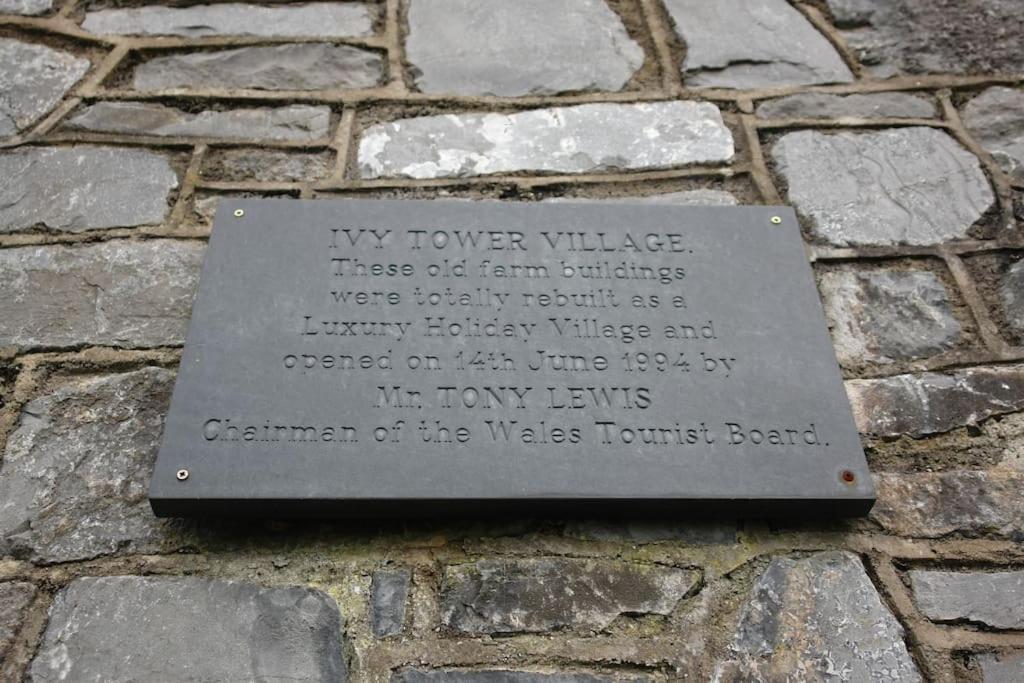 IVY TOWER VILLAGE.
These old farm buildings
were totally rebuilt as a
Luxury Holiday Village and
opened on 14th June 1994 by
Mr. TONY LEWIS
Chairman of the Wales Tourist Board.